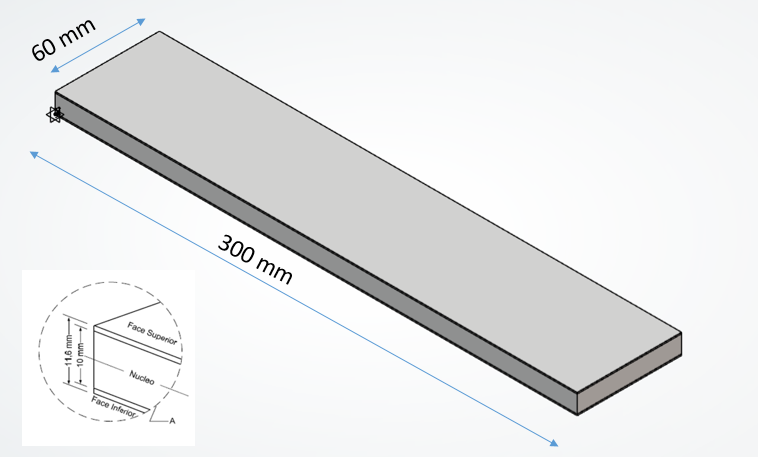 60 mm
300 mm
Face Superior
11,6 mm
10 mm
Nucleo
Face Inferior
A